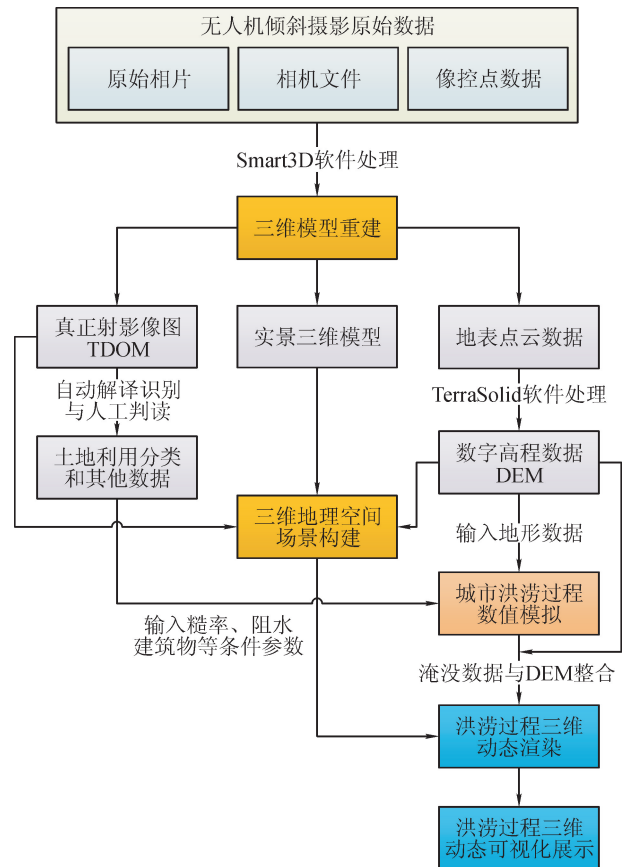 无人机倾斜摄影原始数据
原始相片
相机文件
像控点数据
Smart3D软件处理
三维模型重建
真正射影像图
TDOM
实景三维模型
地表点云数据
自动解译识别
与人工判读
TerraSolid软件处理
土地利用分类
和其他数据
数字高程数据
DEM
三维地理空间
场景构建
输入地形数据
城市洪涝过程
数值模拟
输入糙率、阻水
建筑物等条件参数
淹没数据与DEM整合
洪涝过程三维
动态渲染
洪涝过程三维
动态可视化展示